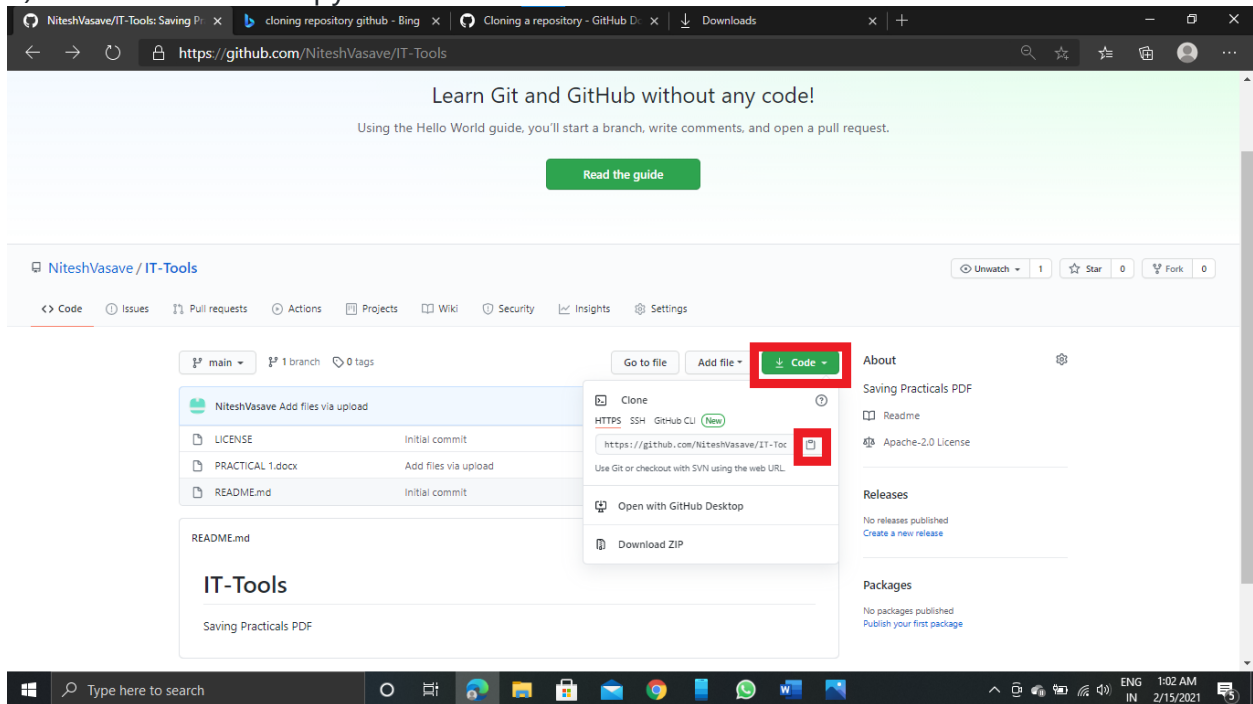 py
NiteshVasave/IT-Tools: Saving Pr
cloning repository github - Bing
Cloning a repository - GitHub Do
Downloads
https://github.com/NiteshVasave/IT-Tools
Learn Git and GitHub without any code!
Using the Hello World guide, you'll start a branch, write comments, and open a pull request.
Read the guide
NiteshVasave / IT-Tools
Unwatch 1 Star 0 Fork 0
Code Issues Pull requests Actions Projects Wiki Security Insights Settings
main 1 branch 0 tags Go to file Add file Code
NiteshVasave Add files via upload
LICENSE Initial commit
PRACTICAL 1.docx Add files via upload
README.md Initial commit
Clone
HTTPS SSH GitHub CLI New
https://github.com/NiteshVasave/IT-Too
Use Git or checkout with SVN using the web URL.
Open with GitHub Desktop
Download ZIP
About
Saving Practicals PDF
Readme
Apache-2.0 License
Releases
No releases published
Create a new release
Packages
No packages published
Publish your first package
README.md
IT-Tools
Saving Practicals PDF
Type here to search
ENG 1:02 AM
IN 2/15/2021
5